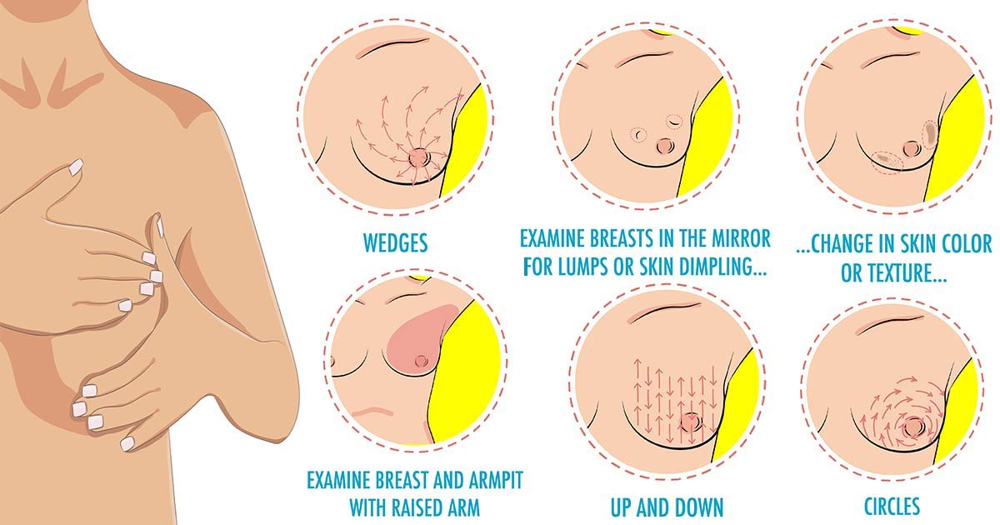 WEDGES
EXAMINE BREASTS IN THE MIRROR
FOR LUMPS OR SKIN DIMPLING...
...CHANGE IN SKIN COLOR
OR TEXTURE...
EXAMINE BREAST AND ARMPIT
WITH RAISED ARM
UP AND DOWN
CIRCLES